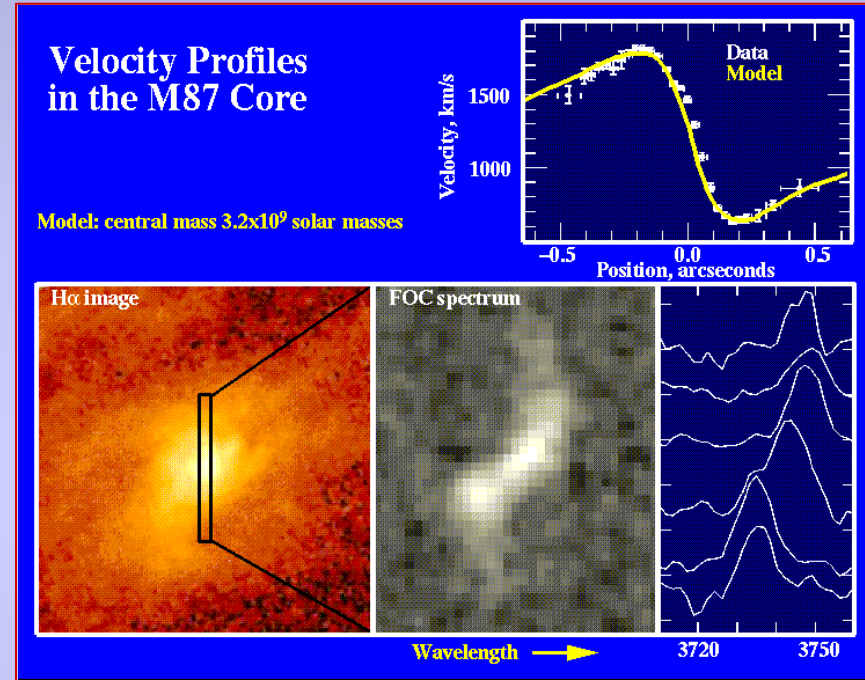 Velocity Profiles
in the M87 Core
Model: central mass 3.2x10⁹ solar masses
Data
Model
Velocity, km/s
1500
1000
−0.5
0.0
0.5
Position, arcseconds
Hα image
FOC spectrum
Wavelength
3720
3750